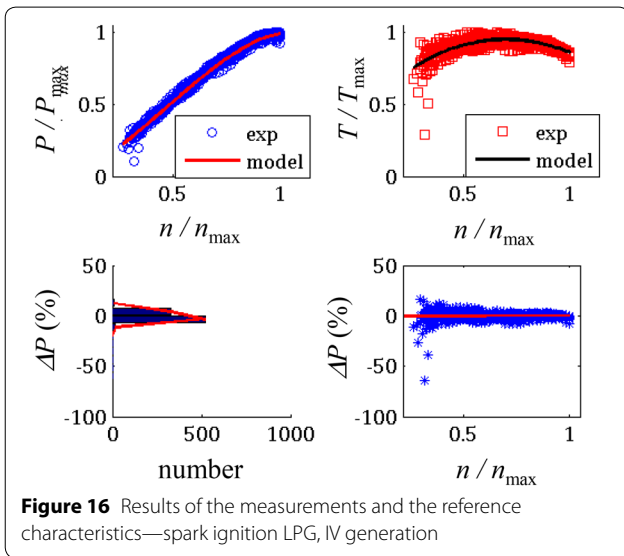 P / P_max max
1
0.5
0
0.5
1
exp
model
n / n_max
T / T_max
1
0.5
0
0.5
1
exp
model
n / n_max
ΔP (%)
50
0
-50
-100
0
500
1000
number
ΔP (%)
50
0
-50
-100
0.5
1
n / n_max
Figure 16 Results of the measurements and the reference
characteristics—spark ignition LPG, IV generation